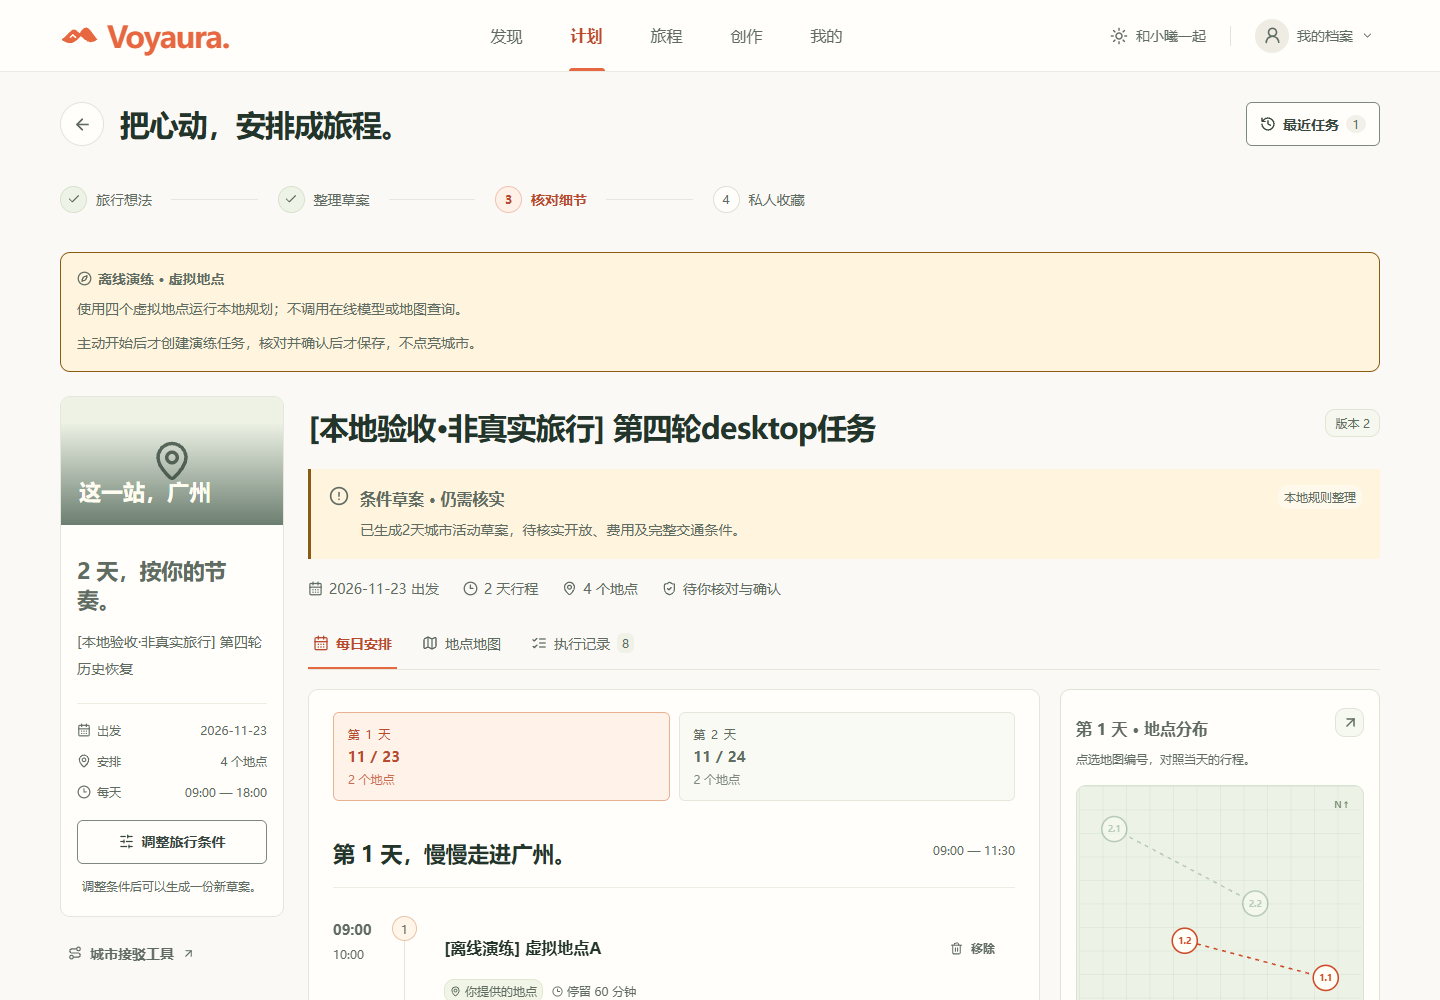 Voyaura.
发现
计划
旅程
创作
我的
和小曦一起
我的档案
把心动，安排成旅程。
最近任务 1
旅行想法
整理草案
3 核对细节
4 私人收藏
离线演练 • 虚拟地点
使用四个虚拟地点运行本地规划；不调用在线模型或地图查询。
主动开始后才创建演练任务，核对并确认后才保存，不点亮城市。
这一站，广州
2 天，按你的节
奏。
[本地验收·非真实旅行] 第四轮
历史恢复
出发 2026-11-23
安排 4 个地点
每天 09:00 — 18:00
调整旅行条件
调整条件后可以生成一份新草案。
城市接驳工具
[本地验收·非真实旅行] 第四轮desktop任务
版本 2
条件草案 • 仍需核实
本地规则整理
已生成2天城市活动草案，待核实开放、费用及完整交通条件。
2026-11-23 出发
2 天行程
4 个地点
待你核对与确认
每日安排
地点地图
执行记录 8
第 1 天
11 / 23
2 个地点
第 2 天
11 / 24
2 个地点
第 1 天，慢慢走进广州。
09:00 — 11:30
09:00
10:00
1
[离线演练] 虚拟地点A
移除
你提供的地点
停留 60 分钟
第 1 天 • 地点分布
点选地图编号，对照当天的行程。
N↑
2.1
2.2
1.2
1.1